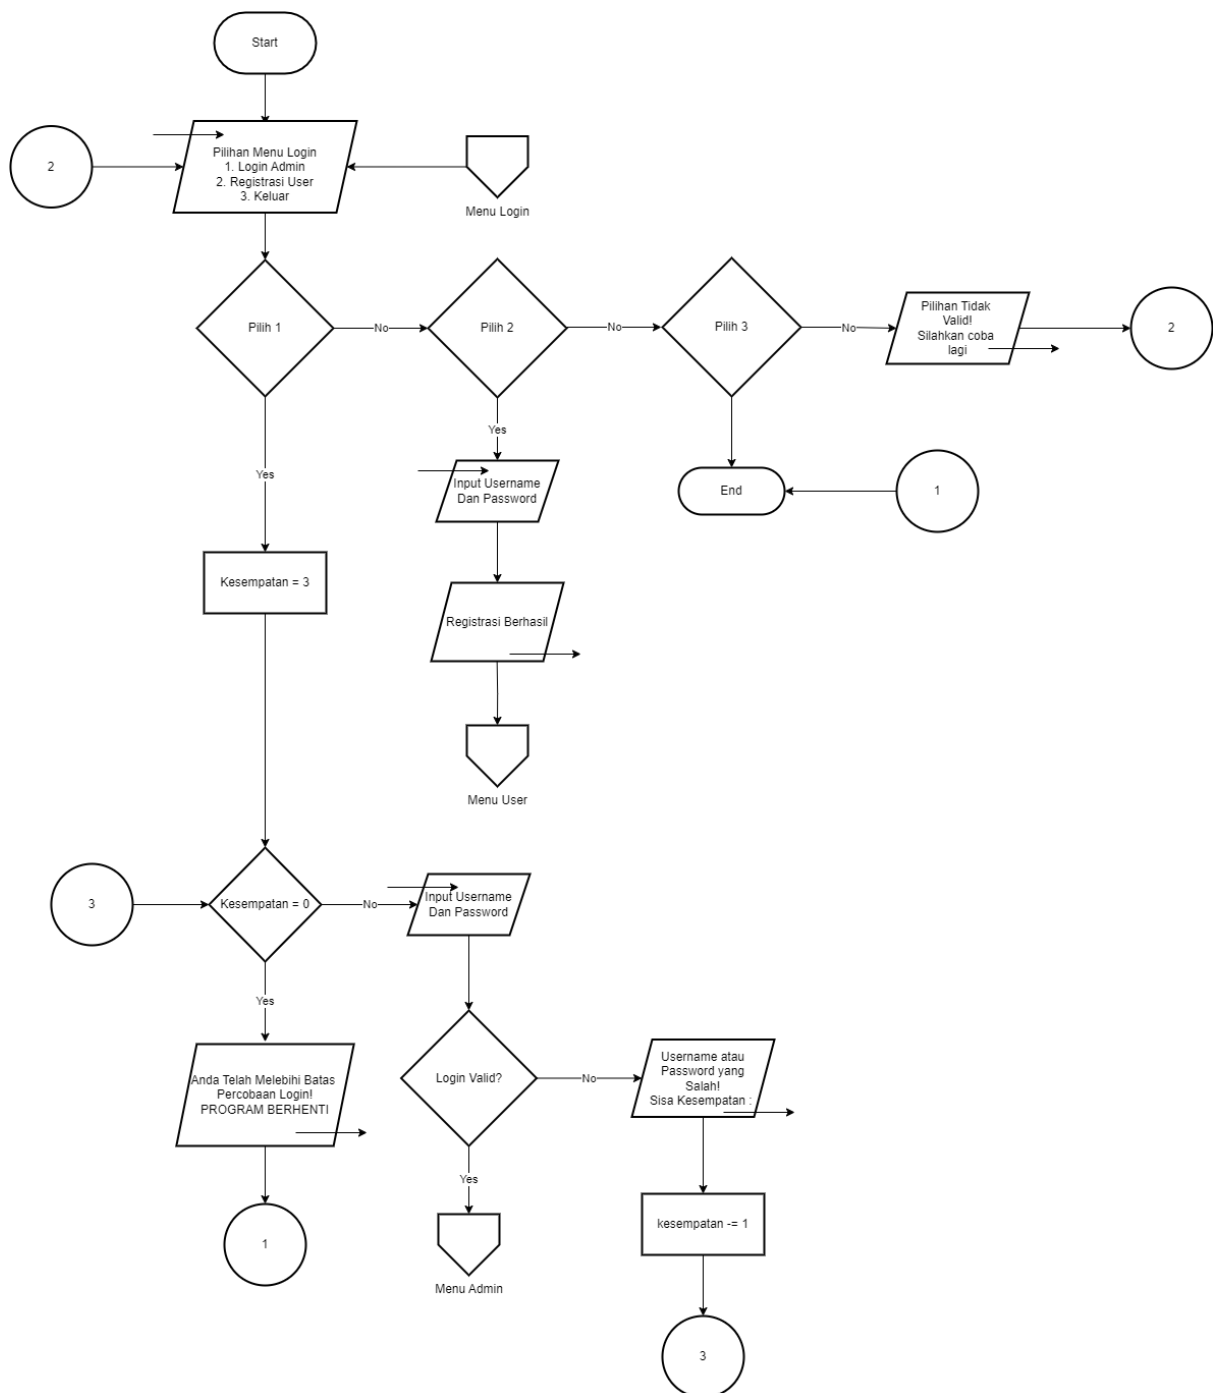 Start
2
Pilihan Menu Login
1. Login Admin
2. Registrasi User
3. Keluar
Menu Login
Pilih 1
No
Pilih 2
No
Pilih 3
No
Pilihan Tidak
Valid!
Silahkan coba
lagi
2
Yes
Yes
Input Username
Dan Password
End
1
Kesempatan = 3
Registrasi Berhasil
Menu User
3
Kesempatan = 0
No
Input Username
Dan Password
Yes
Anda Telah Melebihi Batas
Percobaan Login!
PROGRAM BERHENTI
Login Valid?
No
Username atau
Password yang
Salah!
Sisa Kesempatan :
Yes
1
Menu Admin
kesempatan -= 1
3